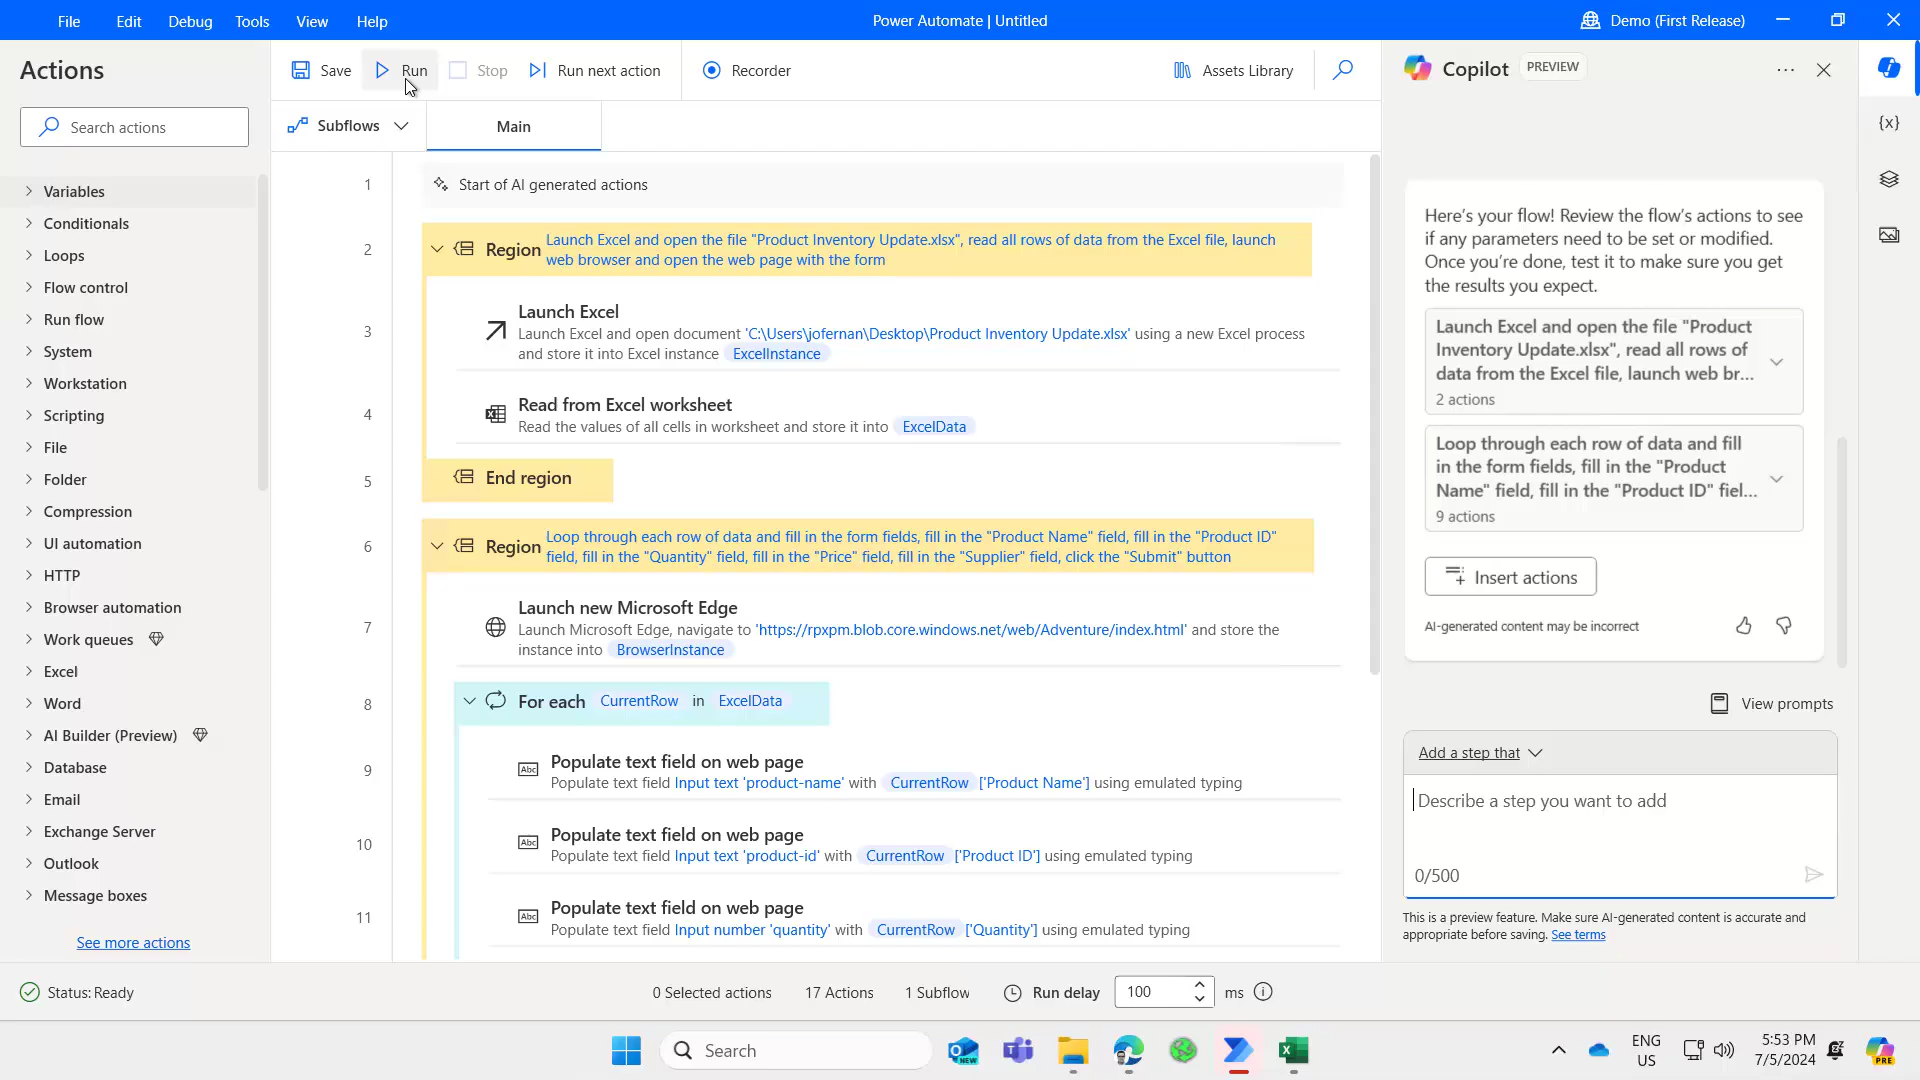 File Edit Debug Tools View Help
Power Automate | Untitled
Demo (First Release)
Actions
Search actions
Variables
Conditionals
Loops
Flow control
Run flow
System
Workstation
Scripting
File
Folder
Compression
UI automation
HTTP
Browser automation
Work queues
Excel
Word
AI Builder (Preview)
Database
Email
Exchange Server
Outlook
Message boxes
See more actions
Save Run Stop Run next action Recorder Assets Library
Subflows Main
1 Start of AI generated actions
2 Region Launch Excel and open the file "Product Inventory Update.xlsx", read all rows of data from the Excel file, launch
web browser and open the web page with the form
Launch Excel
3 Launch Excel and open document 'C:\Users\jofernan\Desktop\Product Inventory Update.xlsx' using a new Excel process
and store it into Excel instance ExcelInstance
Read from Excel worksheet
4 Read the values of all cells in worksheet and store it into ExcelData
5 End region
6 Region Loop through each row of data and fill in the form fields, fill in the "Product Name" field, fill in the "Product ID"
field, fill in the "Quantity" field, fill in the "Price" field, fill in the "Supplier" field, click the "Submit" button
Launch new Microsoft Edge
7 Launch Microsoft Edge, navigate to 'https://rpxpm.blob.core.windows.net/web/Adventure/index.html' and store the
instance into BrowserInstance
8 For each CurrentRow in ExcelData
Populate text field on web page
9 Populate text field Input text 'product-name' with CurrentRow ['Product Name'] using emulated typing
Populate text field on web page
10 Populate text field Input text 'product-id' with CurrentRow ['Product ID'] using emulated typing
Populate text field on web page
11 Populate text field Input number 'quantity' with CurrentRow ['Quantity'] using emulated typing
Copilot PREVIEW
{x}
Here's your flow! Review the flow's actions to see
if any parameters need to be set or modified.
Once you're done, test it to make sure you get
the results you expect.
Launch Excel and open the file "Product
Inventory Update.xlsx", read all rows of
data from the Excel file, launch web br...
2 actions
Loop through each row of data and fill
in the form fields, fill in the "Product
Name" field, fill in the "Product ID" fiel...
9 actions
Insert actions
AI-generated content may be incorrect
View prompts
Add a step that
Describe a step you want to add
0/500
This is a preview feature. Make sure AI-generated content is accurate and
appropriate before saving. See terms
Status: Ready 0 Selected actions 17 Actions 1 Subflow Run delay 100 ms
Search
ENG
US
5:53 PM
7/5/2024
NEW
PRE
Abc
Abc
Abc